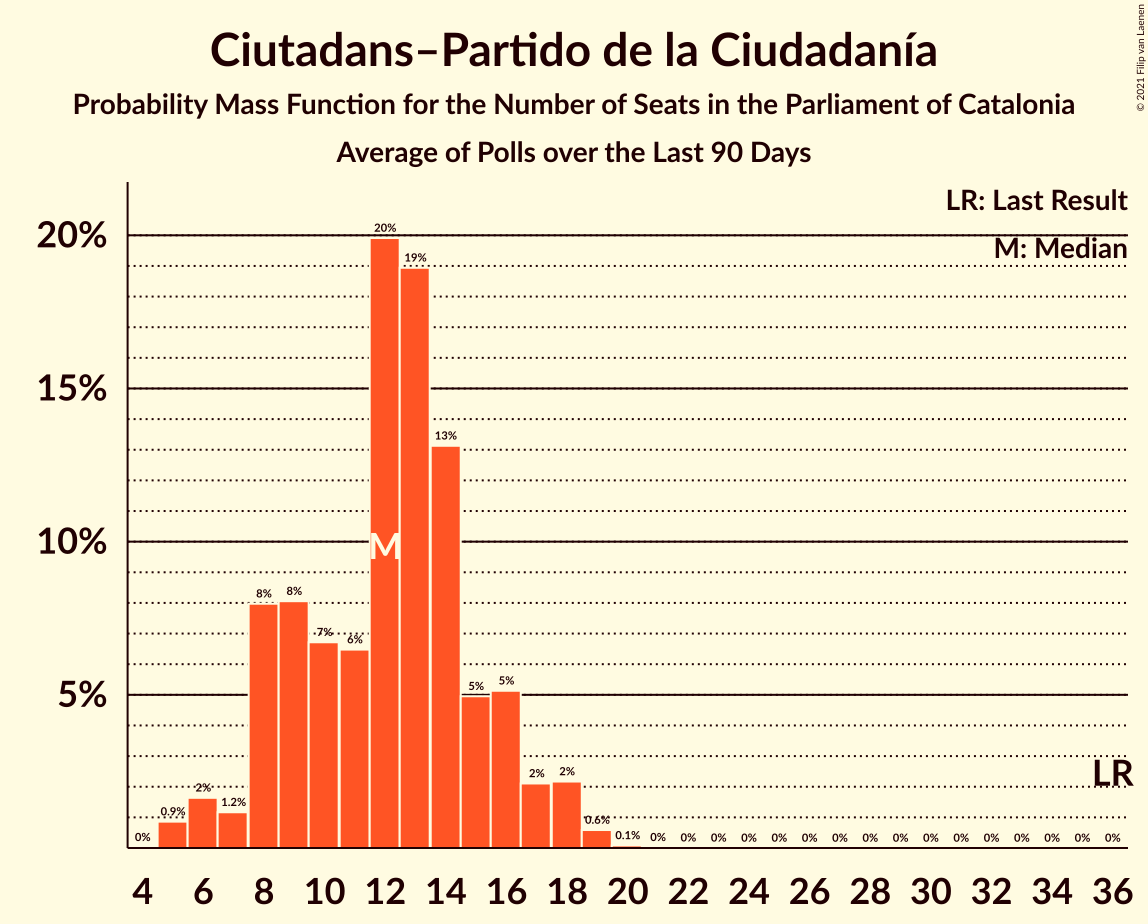 Ciutadans–Partido de la Ciudadanía
Probability Mass Function for the Number of Seats in the Parliament of Catalonia
Average of Polls over the Last 90 Days
© 2021 Filip van Laenen
LR: Last Result
M: Median
20%
15%
10%
5%
0% 0.9% 2% 1.2% 8% 8% 7% 6% 20% 19% 13% 5% 5% 2% 2% 0.6% 0.1% 0% 0% 0% 0% 0% 0% 0% 0% 0% 0% 0% 0% 0% 0% 0% 0%
M
LR
4 6 8 10 12 14 16 18 20 22 24 26 28 30 32 34 36